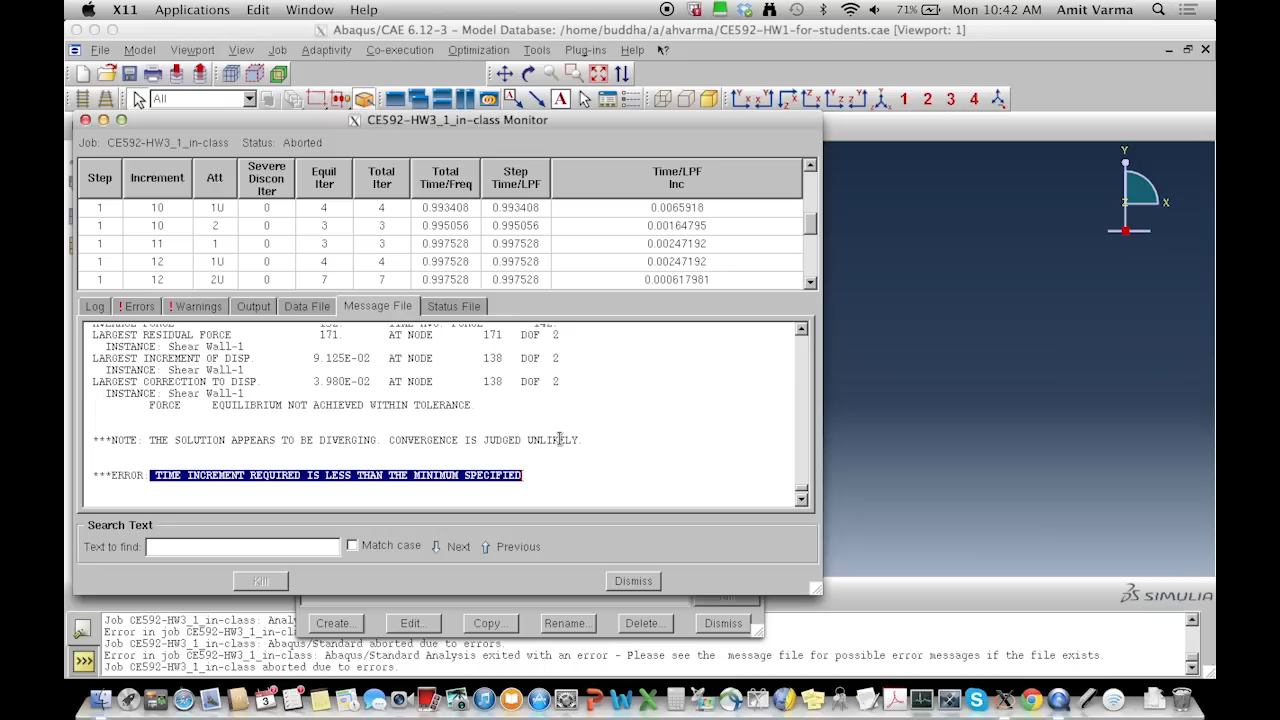 X11 Applications Edit Window Help 71% Mon 10:42 AM Amit Varma
Abaqus/CAE 6.12-3 - Model Database: /home/buddha/a/ahvarma/CE592-HW1-for-students.cae [Viewport: 1]
File Model Viewport View Job Adaptivity Co-execution Optimization Tools Plug-ins Help
All 1 2 3 4
CE592-HW3_1_in-class Monitor
Job: CE592-HW3_1_in-class Status: Aborted
Step Increment Att Severe Discon Iter Equil Iter Total Iter Total Time/Freq Step Time/LPF Time/LPF Inc
1 10 1U 0 4 4 0.993408 0.993408 0.0065918
1 10 2 0 3 3 0.995056 0.995056 0.00164795
1 11 1 0 3 3 0.997528 0.997528 0.00247192
1 12 1U 0 4 4 0.997528 0.997528 0.00247192
1 12 2U 0 7 7 0.997528 0.997528 0.000617981
Log ! Errors ! Warnings Output Data File Message File Status File
AVERAGE FORCE 152. TIME AVG. FORCE 142.
LARGEST RESIDUAL FORCE 171. AT NODE 171 DOF 2
INSTANCE: Shear Wall-1
LARGEST INCREMENT OF DISP. 9.125E-02 AT NODE 138 DOF 2
INSTANCE: Shear Wall-1
LARGEST CORRECTION TO DISP. 3.980E-02 AT NODE 138 DOF 2
INSTANCE: Shear Wall-1
FORCE EQUILIBRIUM NOT ACHIEVED WITHIN TOLERANCE.
***NOTE: THE SOLUTION APPEARS TO BE DIVERGING. CONVERGENCE IS JUDGED UNLIKELY.
***ERROR: TIME INCREMENT REQUIRED IS LESS THAN THE MINIMUM SPECIFIED
Search Text
Text to find: Match case Next Previous
Kill Dismiss
Create... Edit... Copy... Rename... Delete... Dismiss
Y
Z X
SIMULIA
Job CE592-HW3_1_in-class: Anal
Error in job CE592-HW3_1_in-class: Abaqus/Standard aborted due to errors.
Error in job CE592-HW3_1_in-class: Abaqus/Standard Analysis exited with an error - Please see the message file for possible error messages if the file exists.
Job CE592-HW3_1_in-class aborted due to errors.